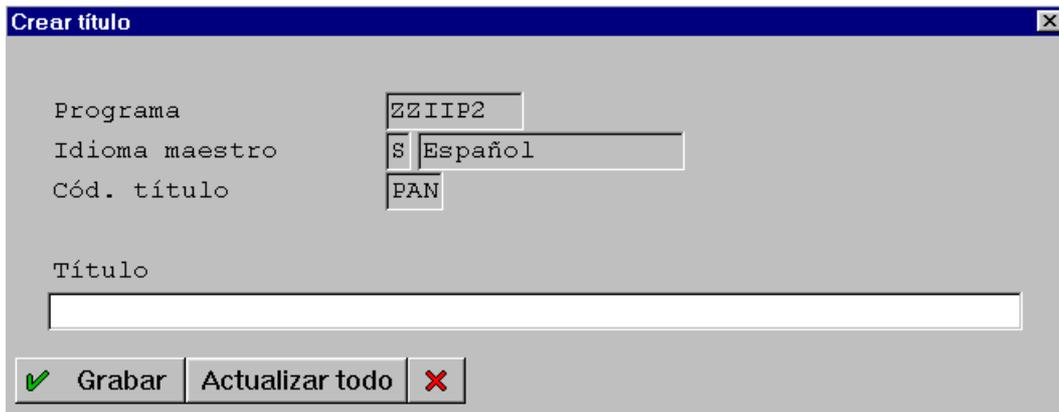 Crear título
Programa ZZIIP2
Idioma maestro S Español
Cód. título PAN
Título
Grabar Actualizar todo